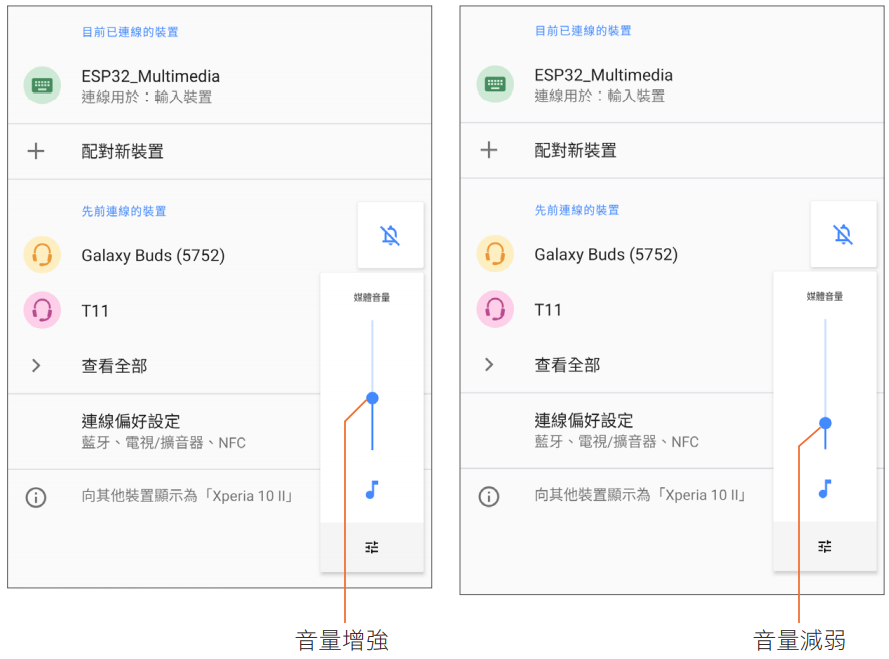 目前已連線的裝置
ESP32_Multimedia
連線用於：輸入裝置
配對新裝置
先前連線的裝置
Galaxy Buds (5752)
T11
查看全部
連線偏好設定
藍牙、電視/擴音器、NFC
向其他裝置顯示為「Xperia 10 II」
媒體音量
音量增強
目前已連線的裝置
ESP32_Multimedia
連線用於：輸入裝置
配對新裝置
先前連線的裝置
Galaxy Buds (5752)
T11
查看全部
連線偏好設定
藍牙、電視/擴音器、NFC
向其他裝置顯示為「Xperia 10 II」
媒體音量
音量減弱